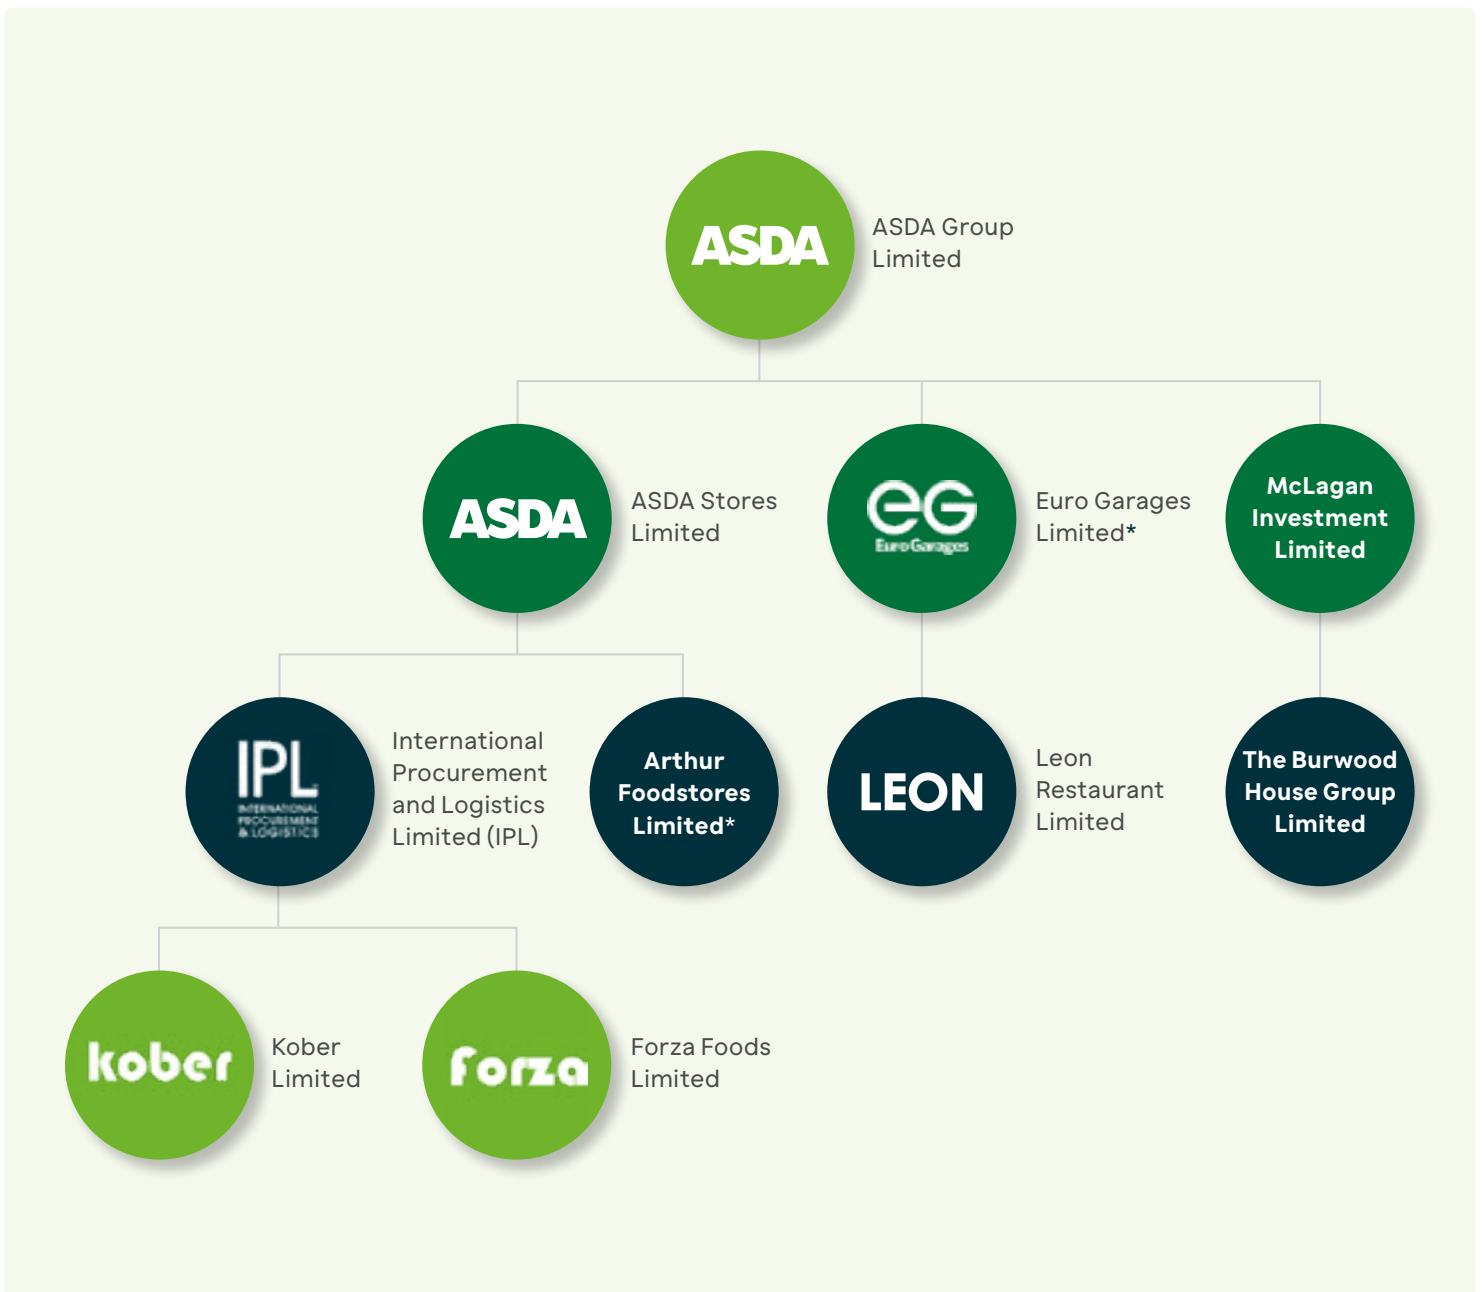 ASDA
ASDA Group
Limited
ASDA
ASDA Stores
Limited
eG
Euro Garages
Euro Garages
Limited*
McLagan
Investment
Limited
IPL
INTERNATIONAL
PROCUREMENT
& LOGISTICS
International
Procurement
and Logistics
Limited (IPL)
Arthur
Foodstores
Limited*
LEON
Leon
Restaurant
Limited
The Burwood
House Group
Limited
kober
Kober
Limited
Forza
Forza Foods
Limited